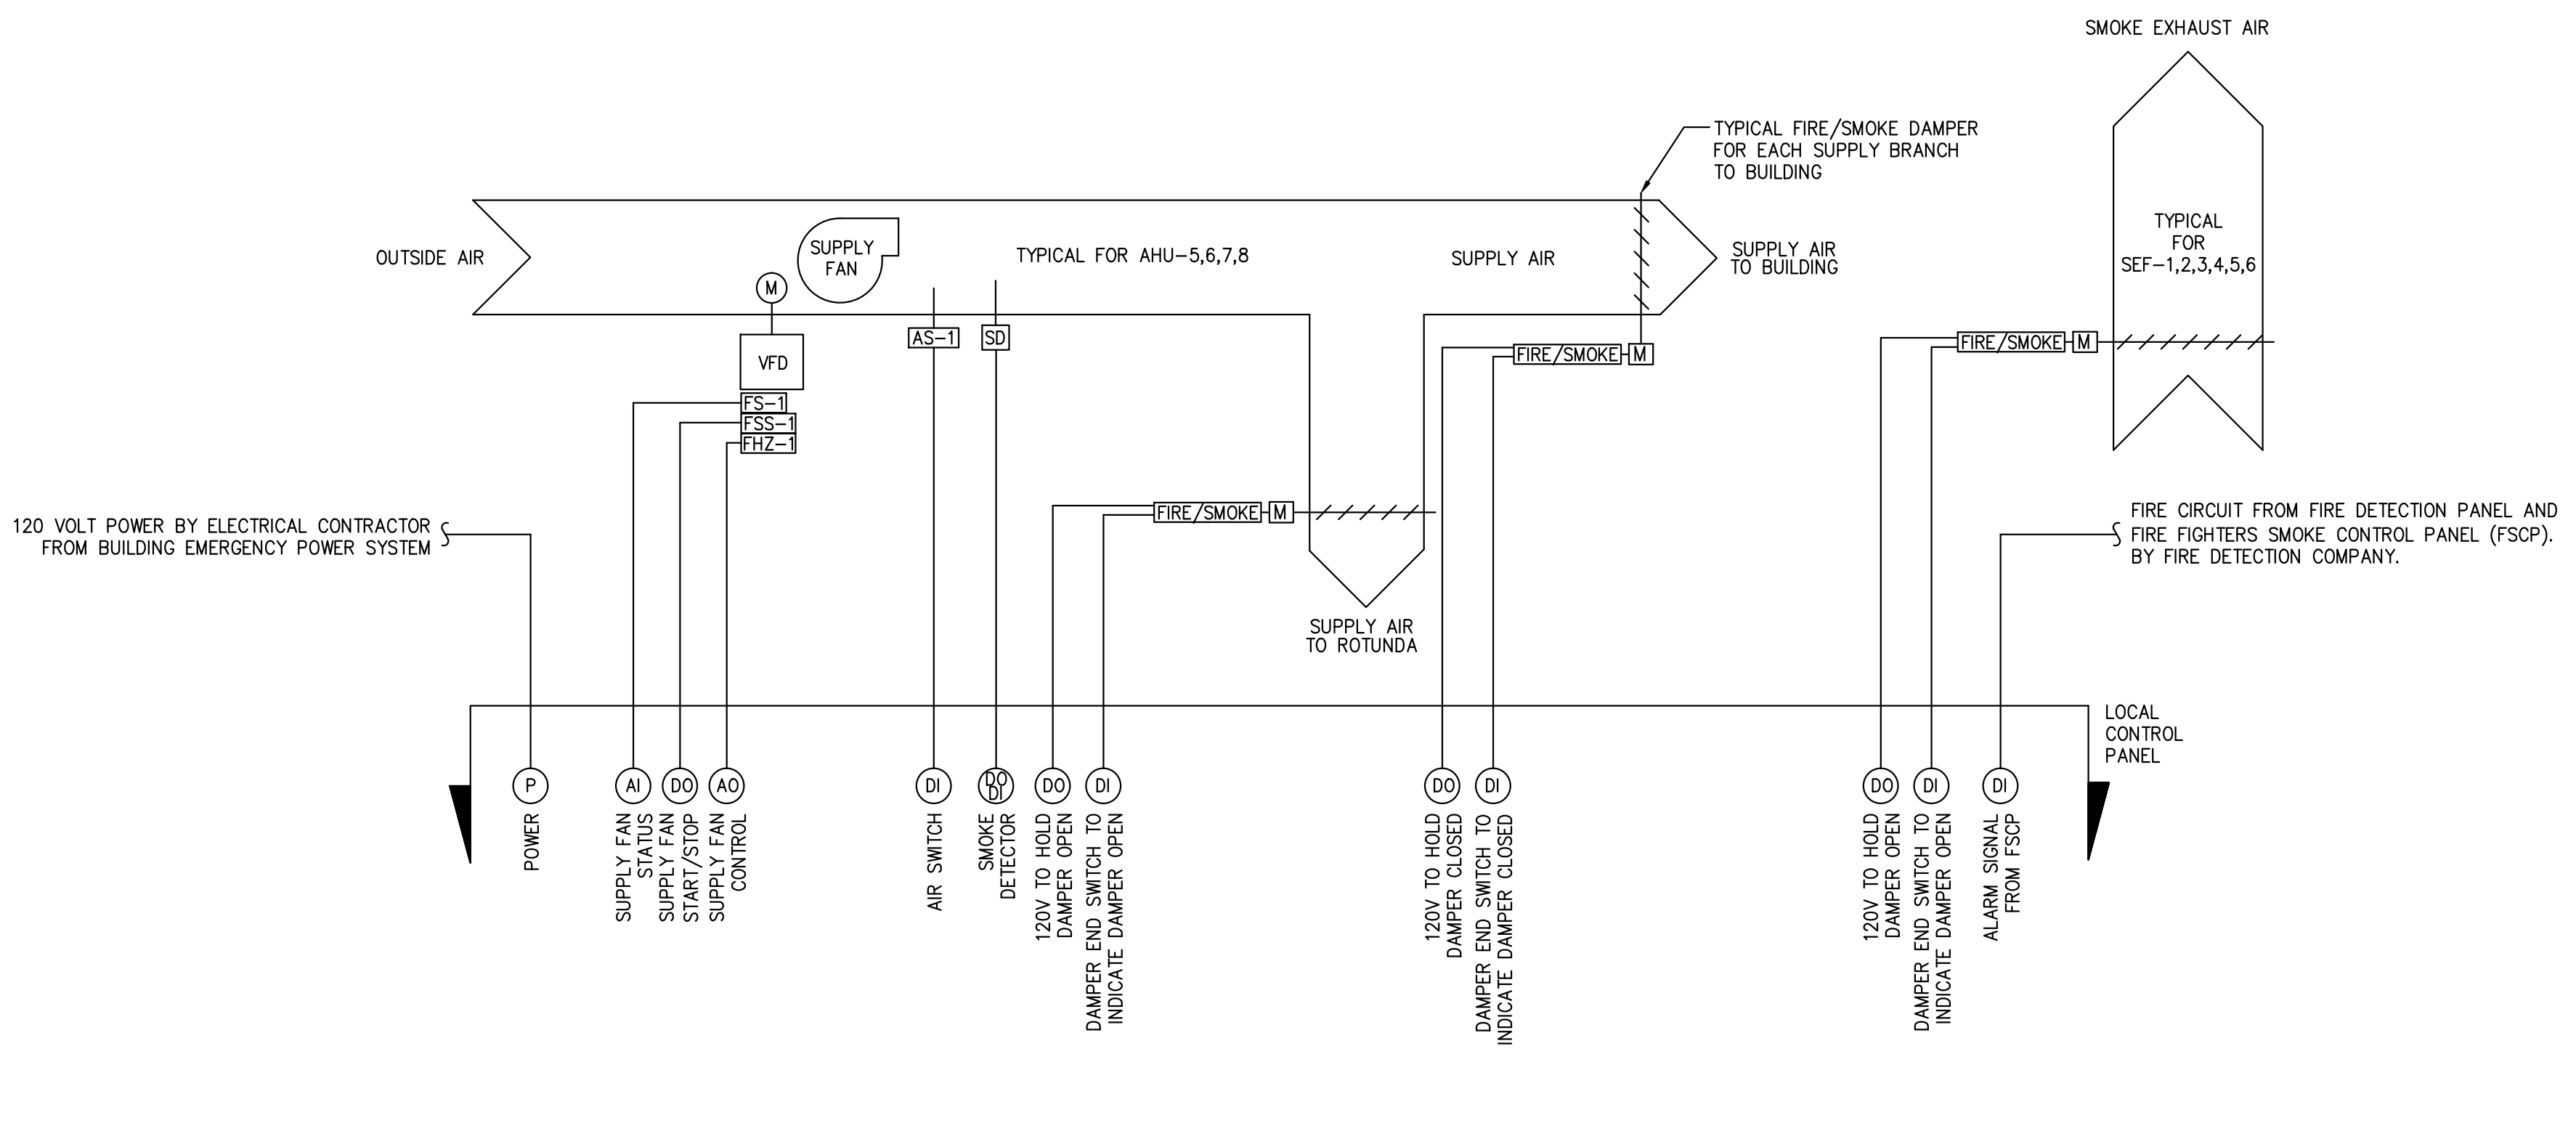 SMOKE EXHAUST AIR
TYPICAL FIRE/SMOKE DAMPER
FOR EACH SUPPLY BRANCH
TO BUILDING
OUTSIDE AIR
SUPPLY
FAN
M
TYPICAL FOR AHU-5,6,7,8
SUPPLY AIR
SUPPLY AIR
TO BUILDING
TYPICAL
FOR
SEF-1,2,3,4,5,6
VFD
AS-1
SD
FIRE/SMOKE
M
FIRE/SMOKE
M
FS-1
FSS-1
FHZ-1
FIRE/SMOKE
M
120 VOLT POWER BY ELECTRICAL CONTRACTOR
FROM BUILDING EMERGENCY POWER SYSTEM
FIRE CIRCUIT FROM FIRE DETECTION PANEL AND
FIRE FIGHTERS SMOKE CONTROL PANEL (FSCP).
BY FIRE DETECTION COMPANY.
SUPPLY AIR
TO ROTUNDA
LOCAL
CONTROL
PANEL
P
AI
DO
AO
DI
DO
DI
DO
DI
DO
DI
DO
DI
DI
POWER
SUPPLY FAN
STATUS
SUPPLY FAN
START/STOP
SUPPLY FAN
CONTROL
AIR SWITCH
SMOKE
DETECTOR
120V TO HOLD
DAMPER OPEN
DAMPER END SWITCH TO
INDICATE DAMPER OPEN
120V TO HOLD
DAMPER CLOSED
DAMPER END SWITCH TO
INDICATE DAMPER CLOSED
120V TO HOLD
DAMPER OPEN
DAMPER END SWITCH TO
INDICATE DAMPER OPEN
ALARM SIGNAL
FROM FSCP